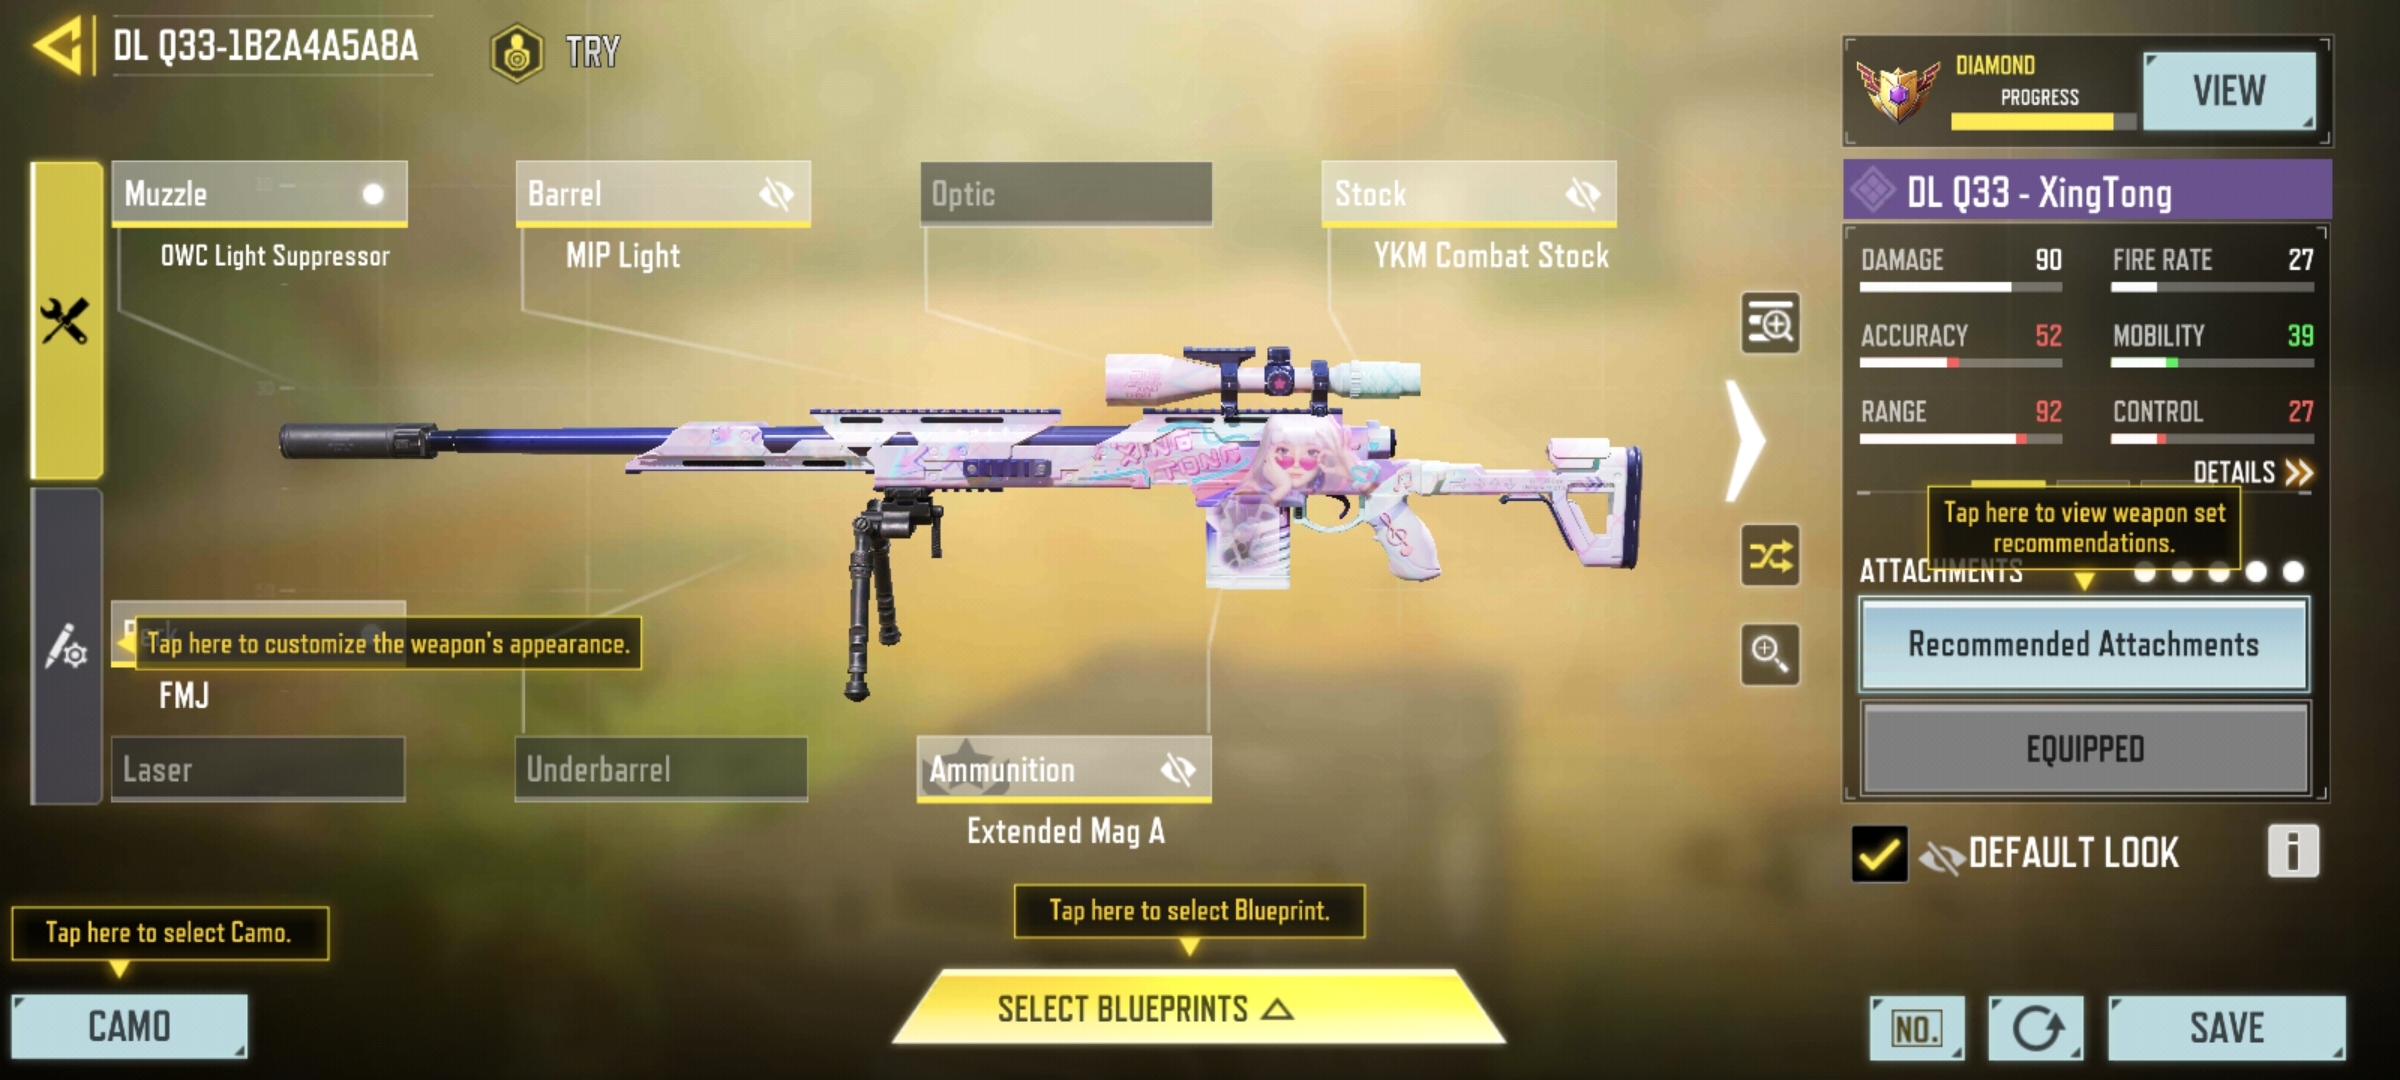 DL Q33-1B2A4A5A8A
TRY
DIAMOND
PROGRESS
VIEW
Muzzle
OWC Light Suppressor
Barrel
MIP Light
Optic
Stock
YKM Combat Stock
DL Q33 - XingTong
DAMAGE 90
FIRE RATE 27
ACCURACY 52
MOBILITY 39
RANGE 92
CONTROL 27
DETAILS
XING
TONG
Tap here to view weapon set
recommendations.
ATTACHMENTS
Recommended Attachments
EQUIPPED
Tap here to customize the weapon's appearance.
FMJ
Laser
Underbarrel
Ammunition
Extended Mag A
DEFAULT LOOK
Tap here to select Camo.
CAMO
Tap here to select Blueprint.
SELECT BLUEPRINTS
NO.
SAVE